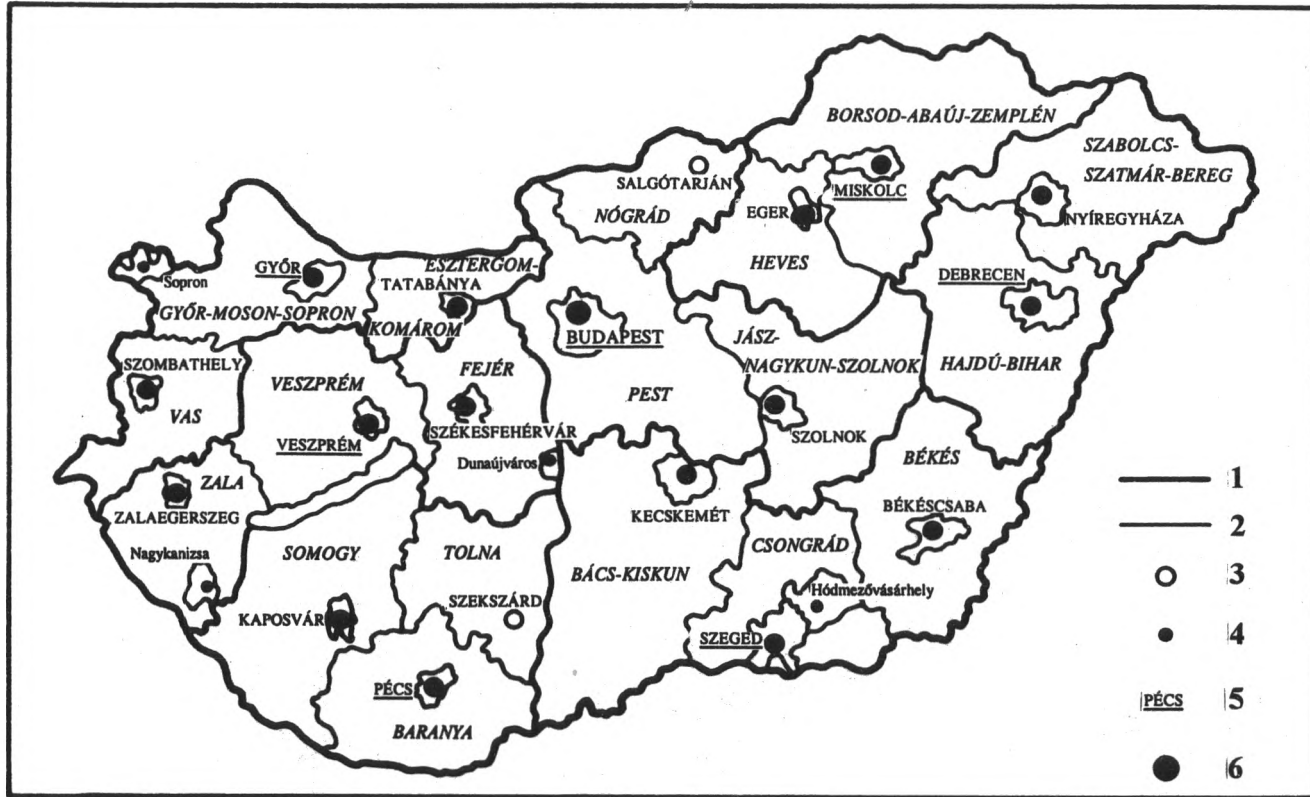 BORSOD-ABAÚJ-ZEMPLÉN
SZABOLCS-
SZATMÁR-BEREG
SALGÓTARJÁN
MISKOLC
NÓGRÁD
EGER
NYÍREGYHÁZA
HEVES
DEBRECEN
Sopron
GYŐR
ESZTERGOM-
TATABÁNYA
GYŐR-MOSON-SOPRON
KOMÁROM
BUDAPEST
JÁSZ-
NAGYKUN-SZOLNOK
HAJDÚ-BIHAR
SZOMBATHELY
VAS
VESZPRÉM
FEJÉR
PEST
VESZPRÉM
SZÉKESFEHÉRVÁR
SZOLNOK
Dunaújváros
BÉKÉS
ZALA
ZALAEGERSZEG
KECSKEMÉT
BÉKÉSCSABA
Nagykanizsa
SOMOGY
TOLNA
CSONGRÁD
BÁCS-KISKUN
Hódmezővásárhely
SZEKSZÁRD
KAPOSVÁR
SZEGED
PÉCS
BARANYA
1
2
3
4
PÉCS 5
6